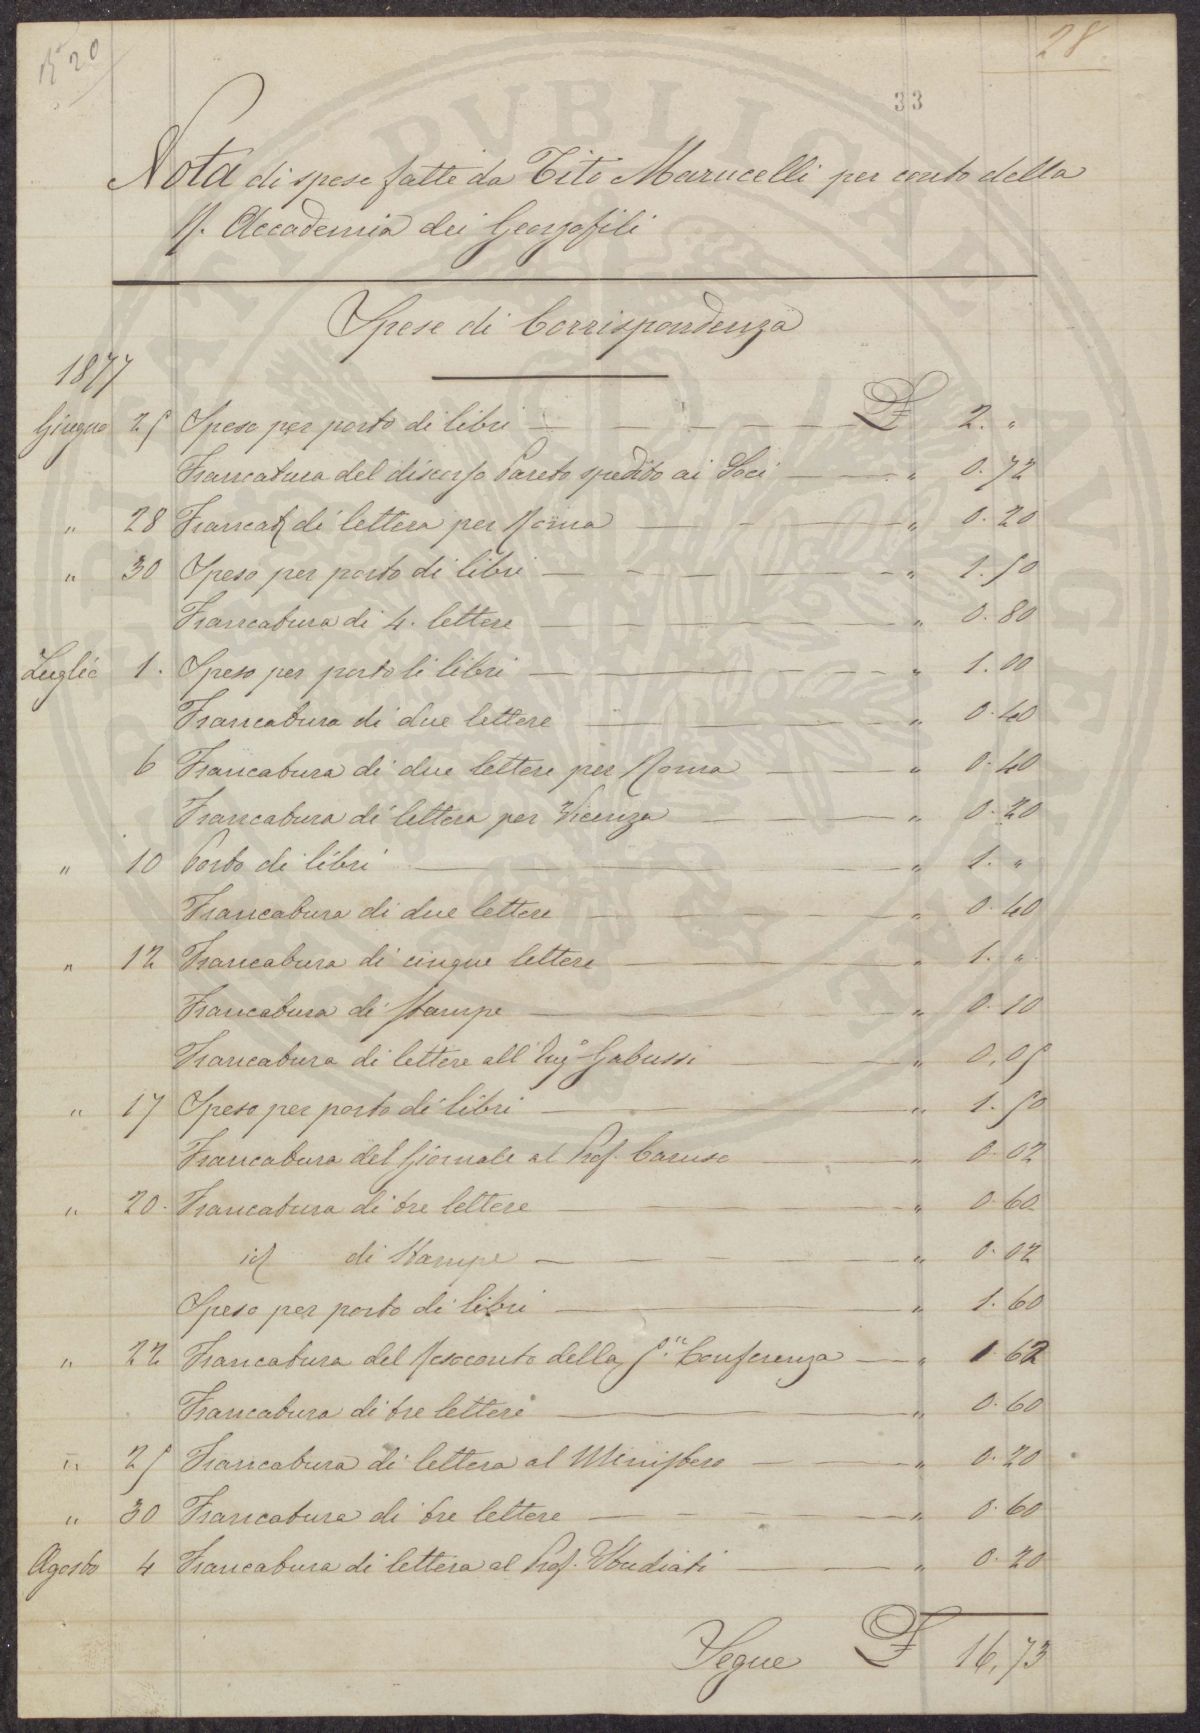 20
28
33
Nota di spese fatte da Tito Marucelli per conto della
R. Accademia dei Georgofili
Spese di Corrispondenza
1877
Giugno 25 Spese per porto di libri £ 2. "
Francatura del discorso Pareto spedito ai Soci " 0.72
" 28 Francat. di lettera per Roma " 0.20
" 30 Spese per porto di libri " 1.50
Francatura di 4. lettere " 0.80
Luglio 1. Spese per porto di libri " 1.00
Francatura di due lettere " 0.40
6 Francatura di due lettere per Roma " 0.40
Francatura di lettera per Vicenza " 0.20
" 10 Porto di libri " 1. "
Francatura di due lettere " 0.40
" 12 Francatura di cinque lettere " 1. "
Francatura di Stampe " 0.10
Francatura di lettere all'Ing.e Gabussi " 0.05
" 17 Spese per porto di libri " 1.50
Francatura del Giornale al Prof. Caruso " 0.02
" 20. Francatura di tre lettere " 0.60
id di Stampe " 0.02
Spese per porto di libri " 1.60
" 22 Francatura del Resoconto della 5.a Conferenza " 1.62
Francatura di tre lettere " 0.60
" 25 Francatura di lettera al Ministero " 0.20
" 30 Francatura di tre lettere " 0.60
Agosto 4 Francatura di lettera al Prof. Studiati " 0.20
Segue £ 16,73